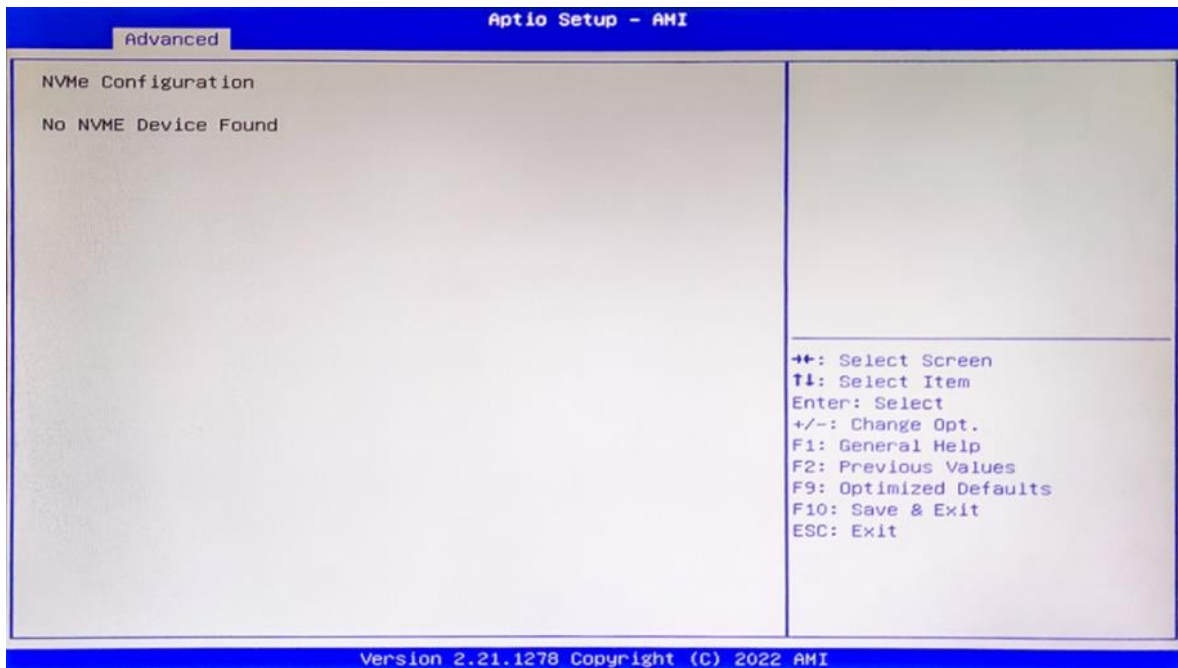 Aptio Setup - AMI
Advanced
NVMe Configuration
No NVME Device Found
→←: Select Screen
↑↓: Select Item
Enter: Select
+/-: Change Opt.
F1: General Help
F2: Previous Values
F9: Optimized Defaults
F10: Save & Exit
ESC: Exit
Version 2.21.1278 Copyright (C) 2022 AMI